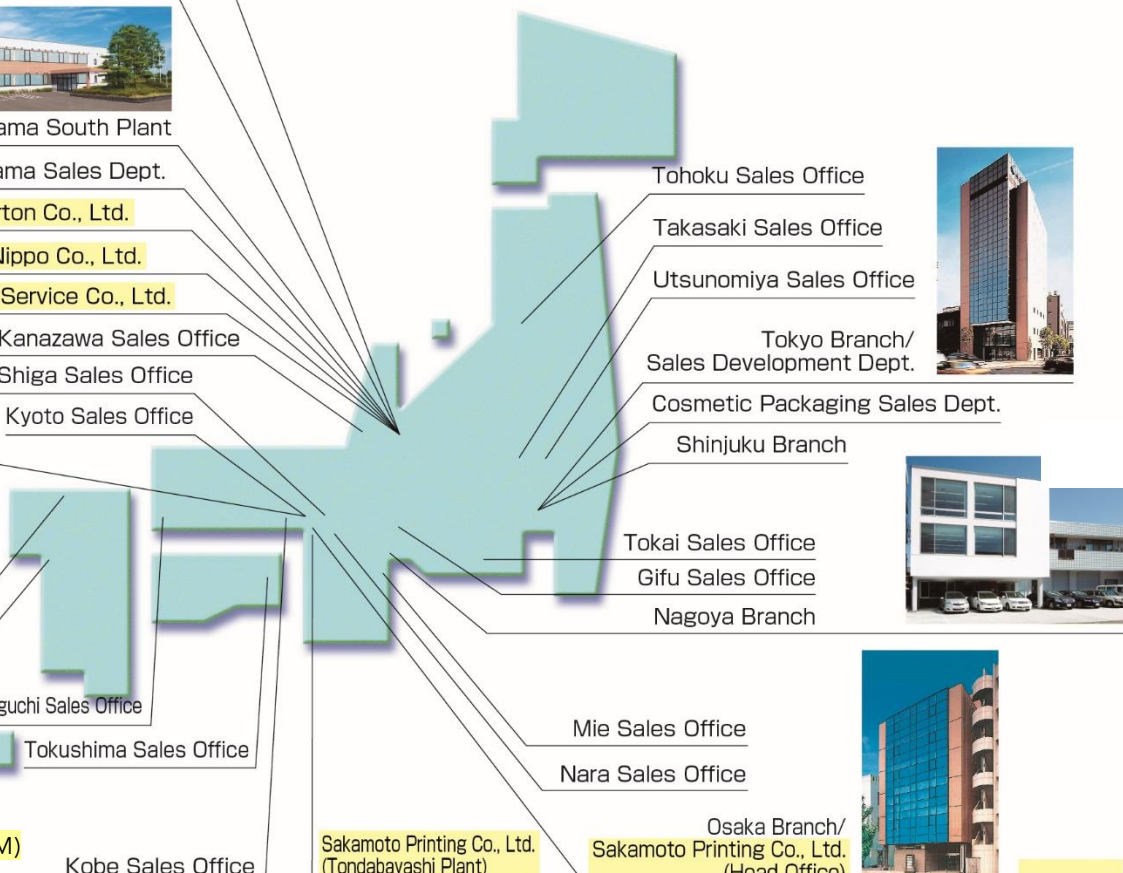 ama South Plant
ama Sales Dept.
rton Co., Ltd.
Nippo Co., Ltd.
Service Co., Ltd.
Kanazawa Sales Office
Shiga Sales Office
Kyoto Sales Office
Tohoku Sales Office
Takasaki Sales Office
Utsunomiya Sales Office
Tokyo Branch/
Sales Development Dept.
Cosmetic Packaging Sales Dept.
Shinjuku Branch
Tokai Sales Office
Gifu Sales Office
Nagoya Branch
guchi Sales Office
Tokushima Sales Office
Mie Sales Office
Nara Sales Office
M)
Kobe Sales Office
Sakamoto Printing Co., Ltd.
(Tondabayashi Plant)
Osaka Branch/
Sakamoto Printing Co., Ltd.
(Head Office)